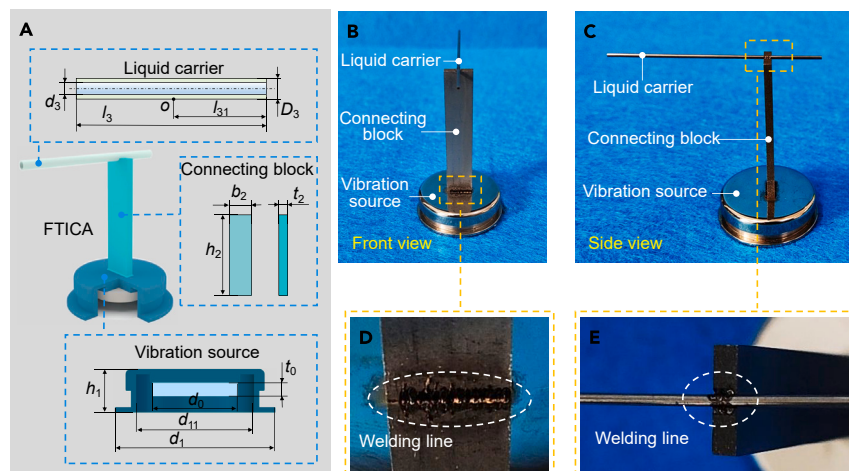 A
Liquid carrier
d3
o
l31
D3
l3
Connecting block
b2
t2
FTICA
h2
Vibration source
t0
h1
d0
d11
d1
B
Liquid carrier
Connecting
block
Vibration
source
Front view
C
Liquid carrier
Connecting block
Vibration source
Side view
D
Welding line
E
Welding line